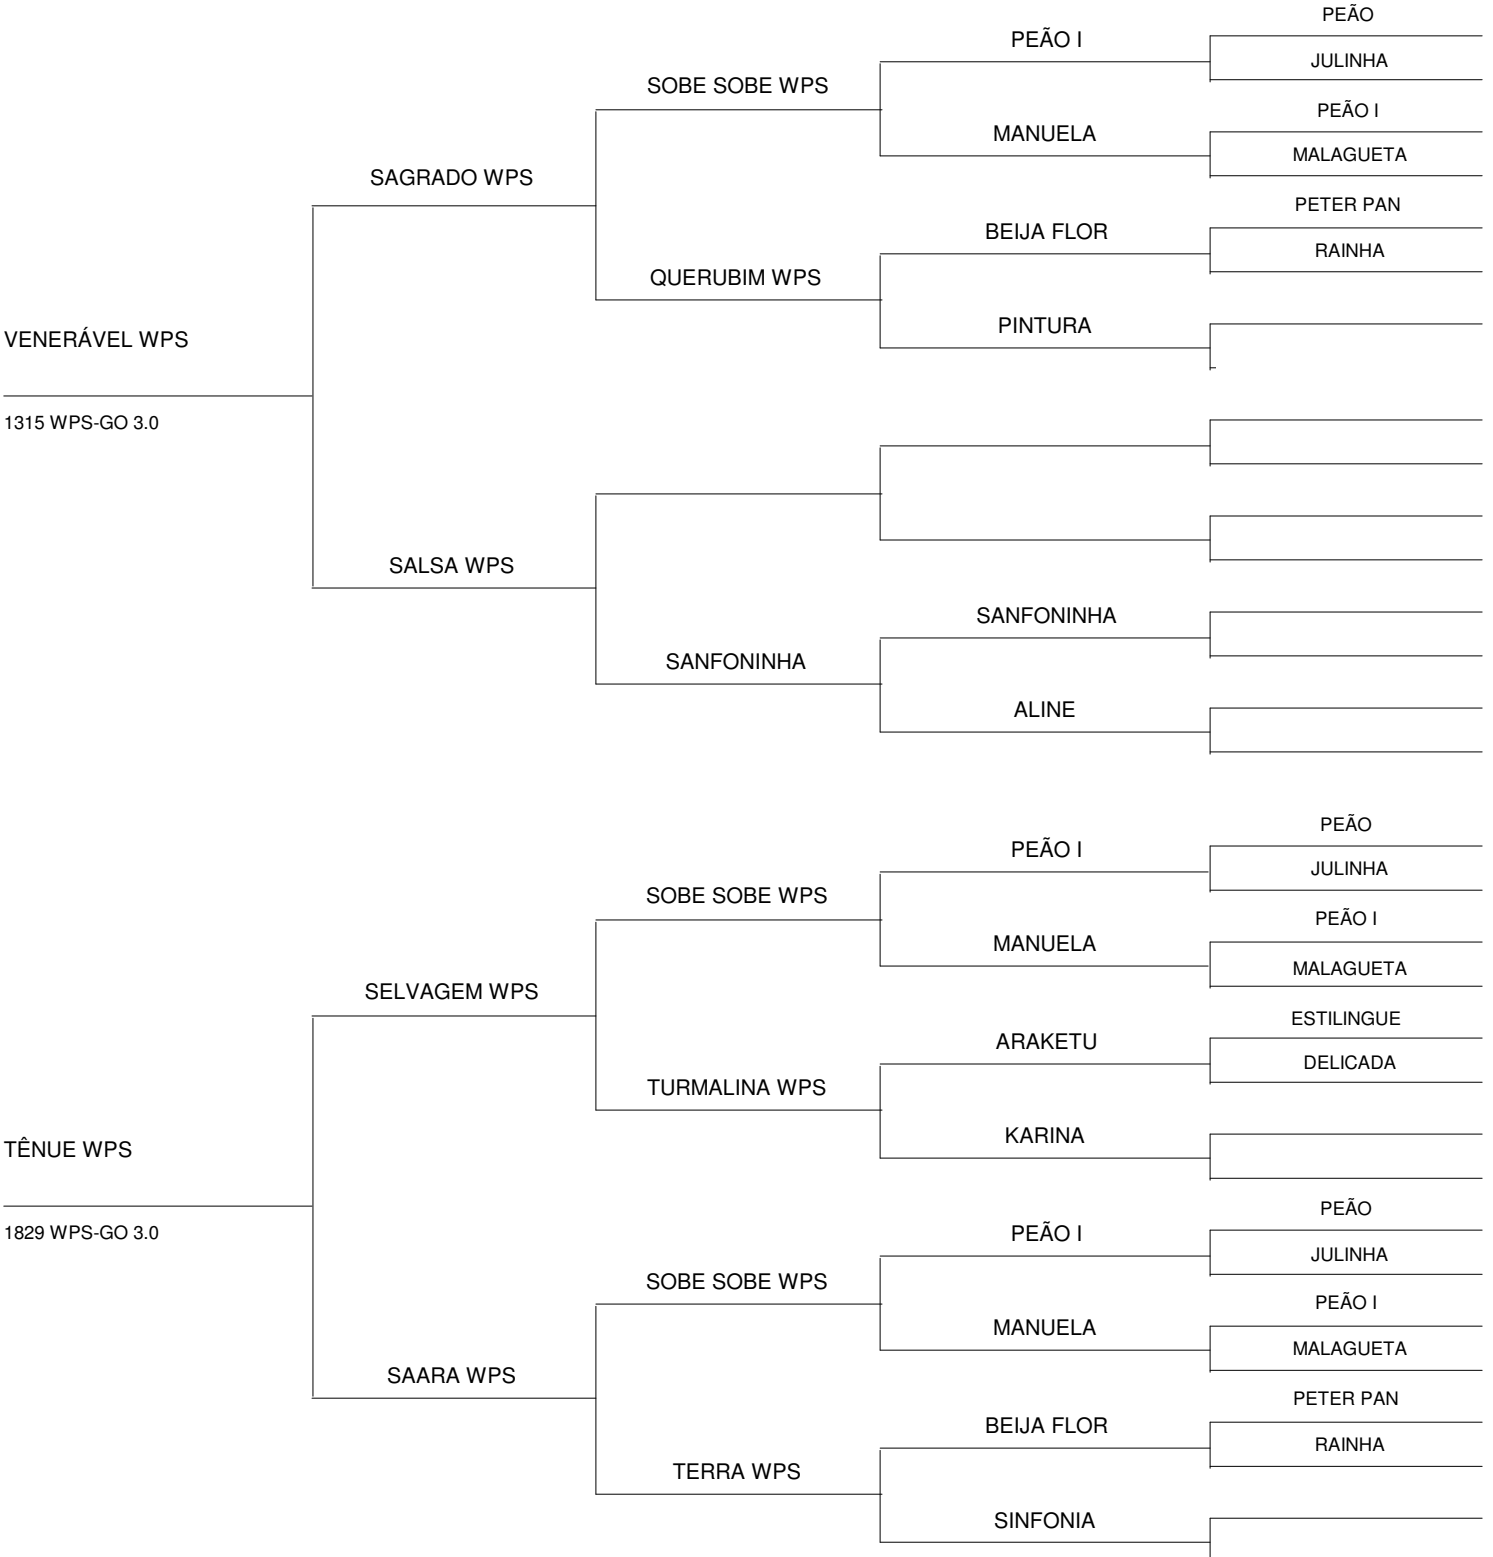 PEÃO
PEÃO I
JULINHA
SOBE SOBE WPS
PEÃO I
MANUELA
MALAGUETA
SAGRADO WPS
PETER PAN
BEIJA FLOR
RAINHA
QUERUBIM WPS
PINTURA
VENERÁVEL WPS
1315 WPS-GO 3.0
SALSA WPS
SANFONINHA
SANFONINHA
ALINE
PEÃO
PEÃO I
JULINHA
SOBE SOBE WPS
PEÃO I
MANUELA
MALAGUETA
SELVAGEM WPS
ESTILINGUE
ARAKETU
DELICADA
TURMALINA WPS
KARINA
TÊNUE WPS
PEÃO
1829 WPS-GO 3.0
PEÃO I
JULINHA
SOBE SOBE WPS
PEÃO I
MANUELA
MALAGUETA
SAARA WPS
PETER PAN
BEIJA FLOR
RAINHA
TERRA WPS
SINFONIA